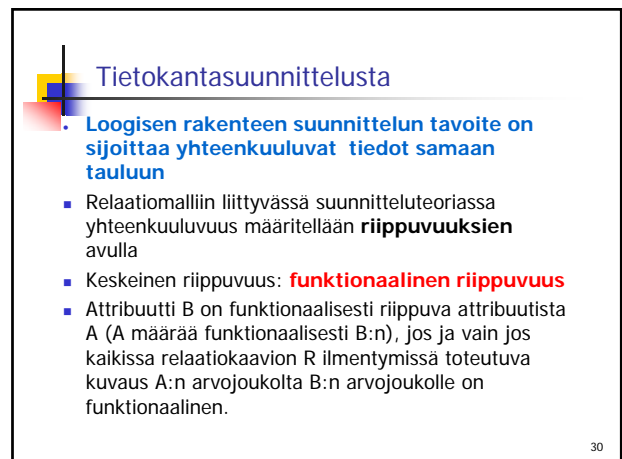 Tietokantasuunnittelusta
• Loogisen rakenteen suunnittelun tavoite on
sijoittaa yhteenkuuluvat tiedot samaan
tauluun
■ Relaatiomalliin liittyvässä suunnitteluteoriassa
yhteenkuuluvuus määritellään riippuvuuksien
avulla
■ Keskeinen riippuvuus: funktionaalinen riippuvuus
■ Attribuutti B on funktionaalisesti riippuva attribuutista
A (A määrää funktionaalisesti B:n), jos ja vain jos
kaikissa relaatiokaavion R ilmentymissä toteutuva
kuvaus A:n arvojoukolta B:n arvojoukolle on
funktionaalinen.
30